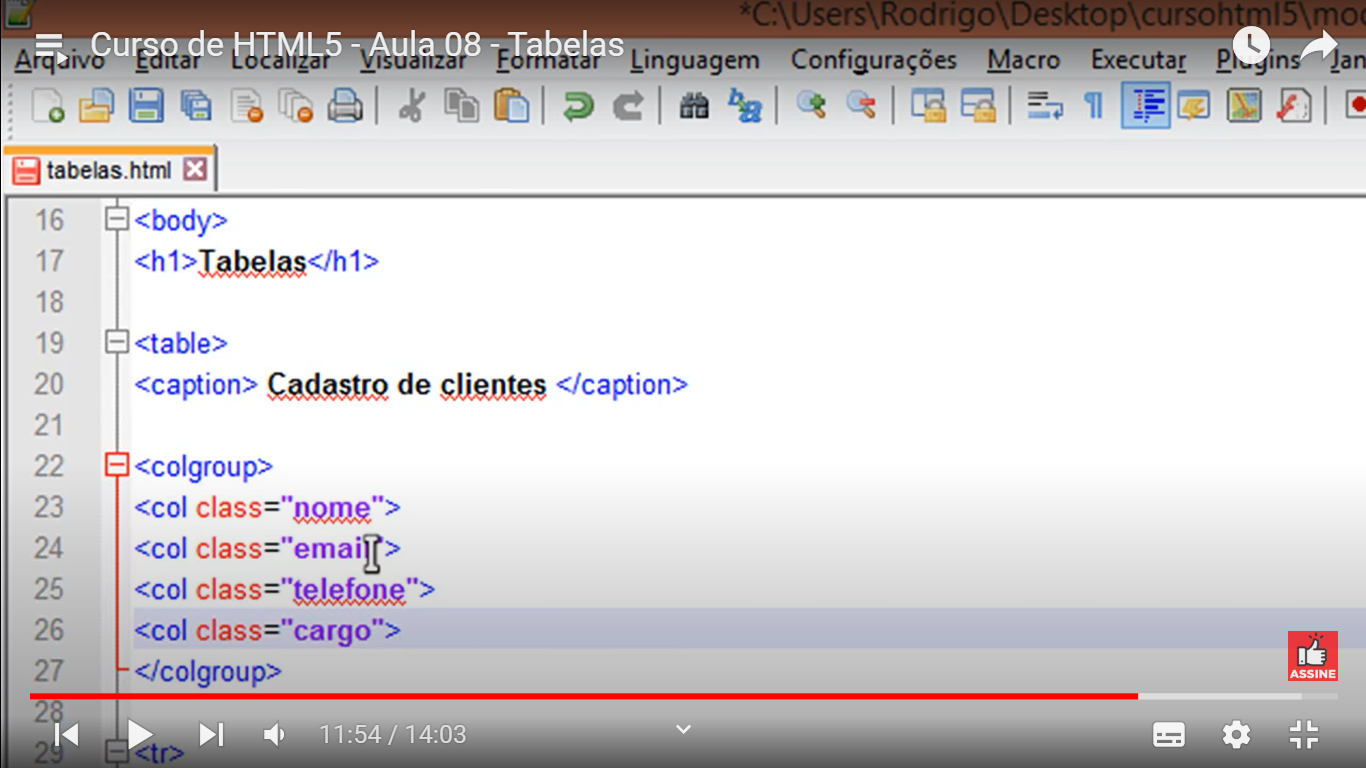 *C:\Users\Rodrigo\Desktop\cursohtml5\mo
Curso de HTML5 - Aula 08 - Tabelas
Arquivo Editar Localizar Visualizar Formatar Linguagem Configurações Macro Executar Plugins Jan
tabelas.html
16 <body>
17 <h1>Tabelas</h1>
18
19 <table>
20 <caption> Cadastro de clientes </caption>
21
22 <colgroup>
23 <col class="nome">
24 <col class="email">
25 <col class="telefone">
26 <col class="cargo">
27 </colgroup>
ASSINE
28
11:54 / 14:03
29 <tr>